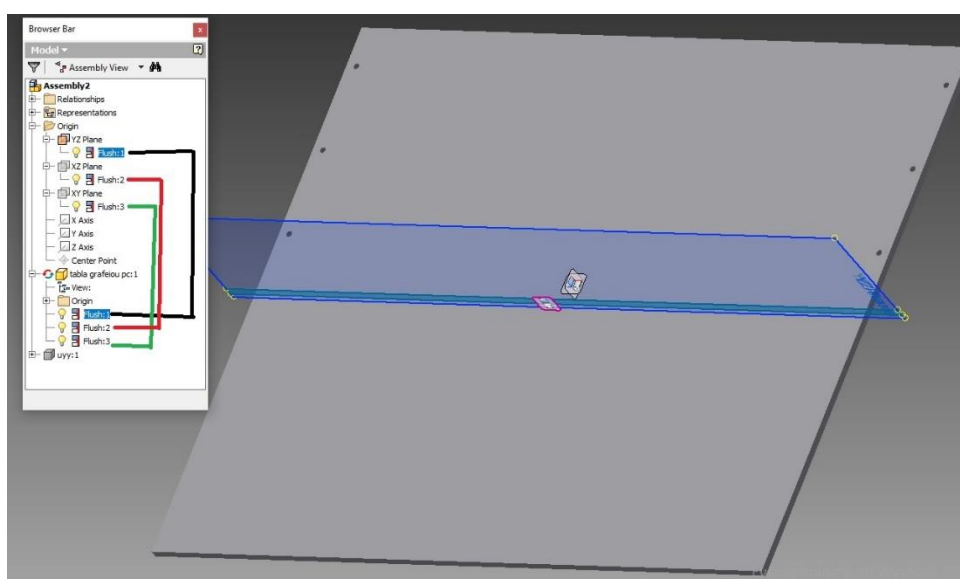 Browser Bar
x
Model
?
Assembly View
Assembly2
Relationships
Representations
Origin
YZ Plane
Flush:1
XZ Plane
Flush:2
XY Plane
Flush:3
X Axis
Y Axis
Z Axis
Center Point
tabla grafeiou pc:1
View:
Origin
Flush:1
Flush:2
Flush:3
uyy:1